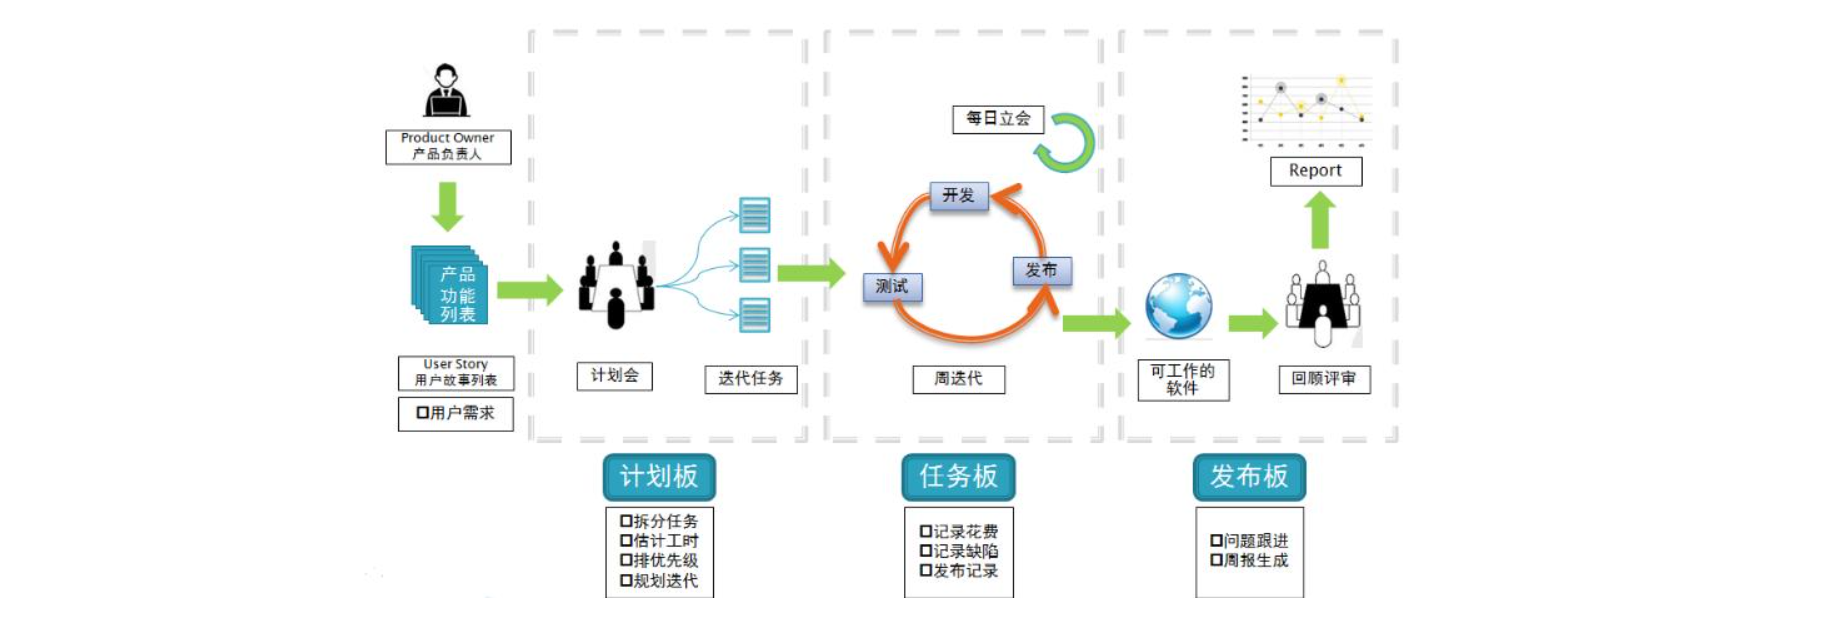 Product Owner
产品负责人
产品
功能
列表
User Story
用户故事列表
用户需求
计划会
迭代任务
每日立会
开发
测试
发布
周迭代
Report
可工作的
软件
回顾评审
计划板
拆分任务
估计工时
排优先级
规划迭代
任务板
记录花费
记录缺陷
发布记录
发布板
问题跟进
周报生成